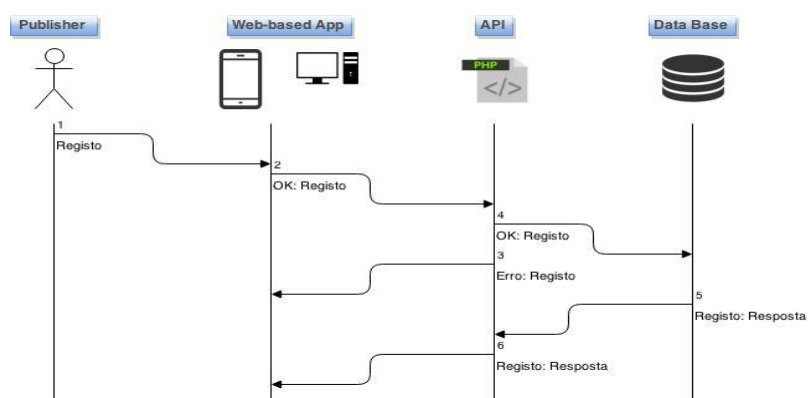 Publisher
Web-based App
API
Data Base
PHP
</>
1
Registo
2
OK: Registo
4
OK: Registo
3
Erro: Registo
5
Registo: Resposta
6
Registo: Resposta